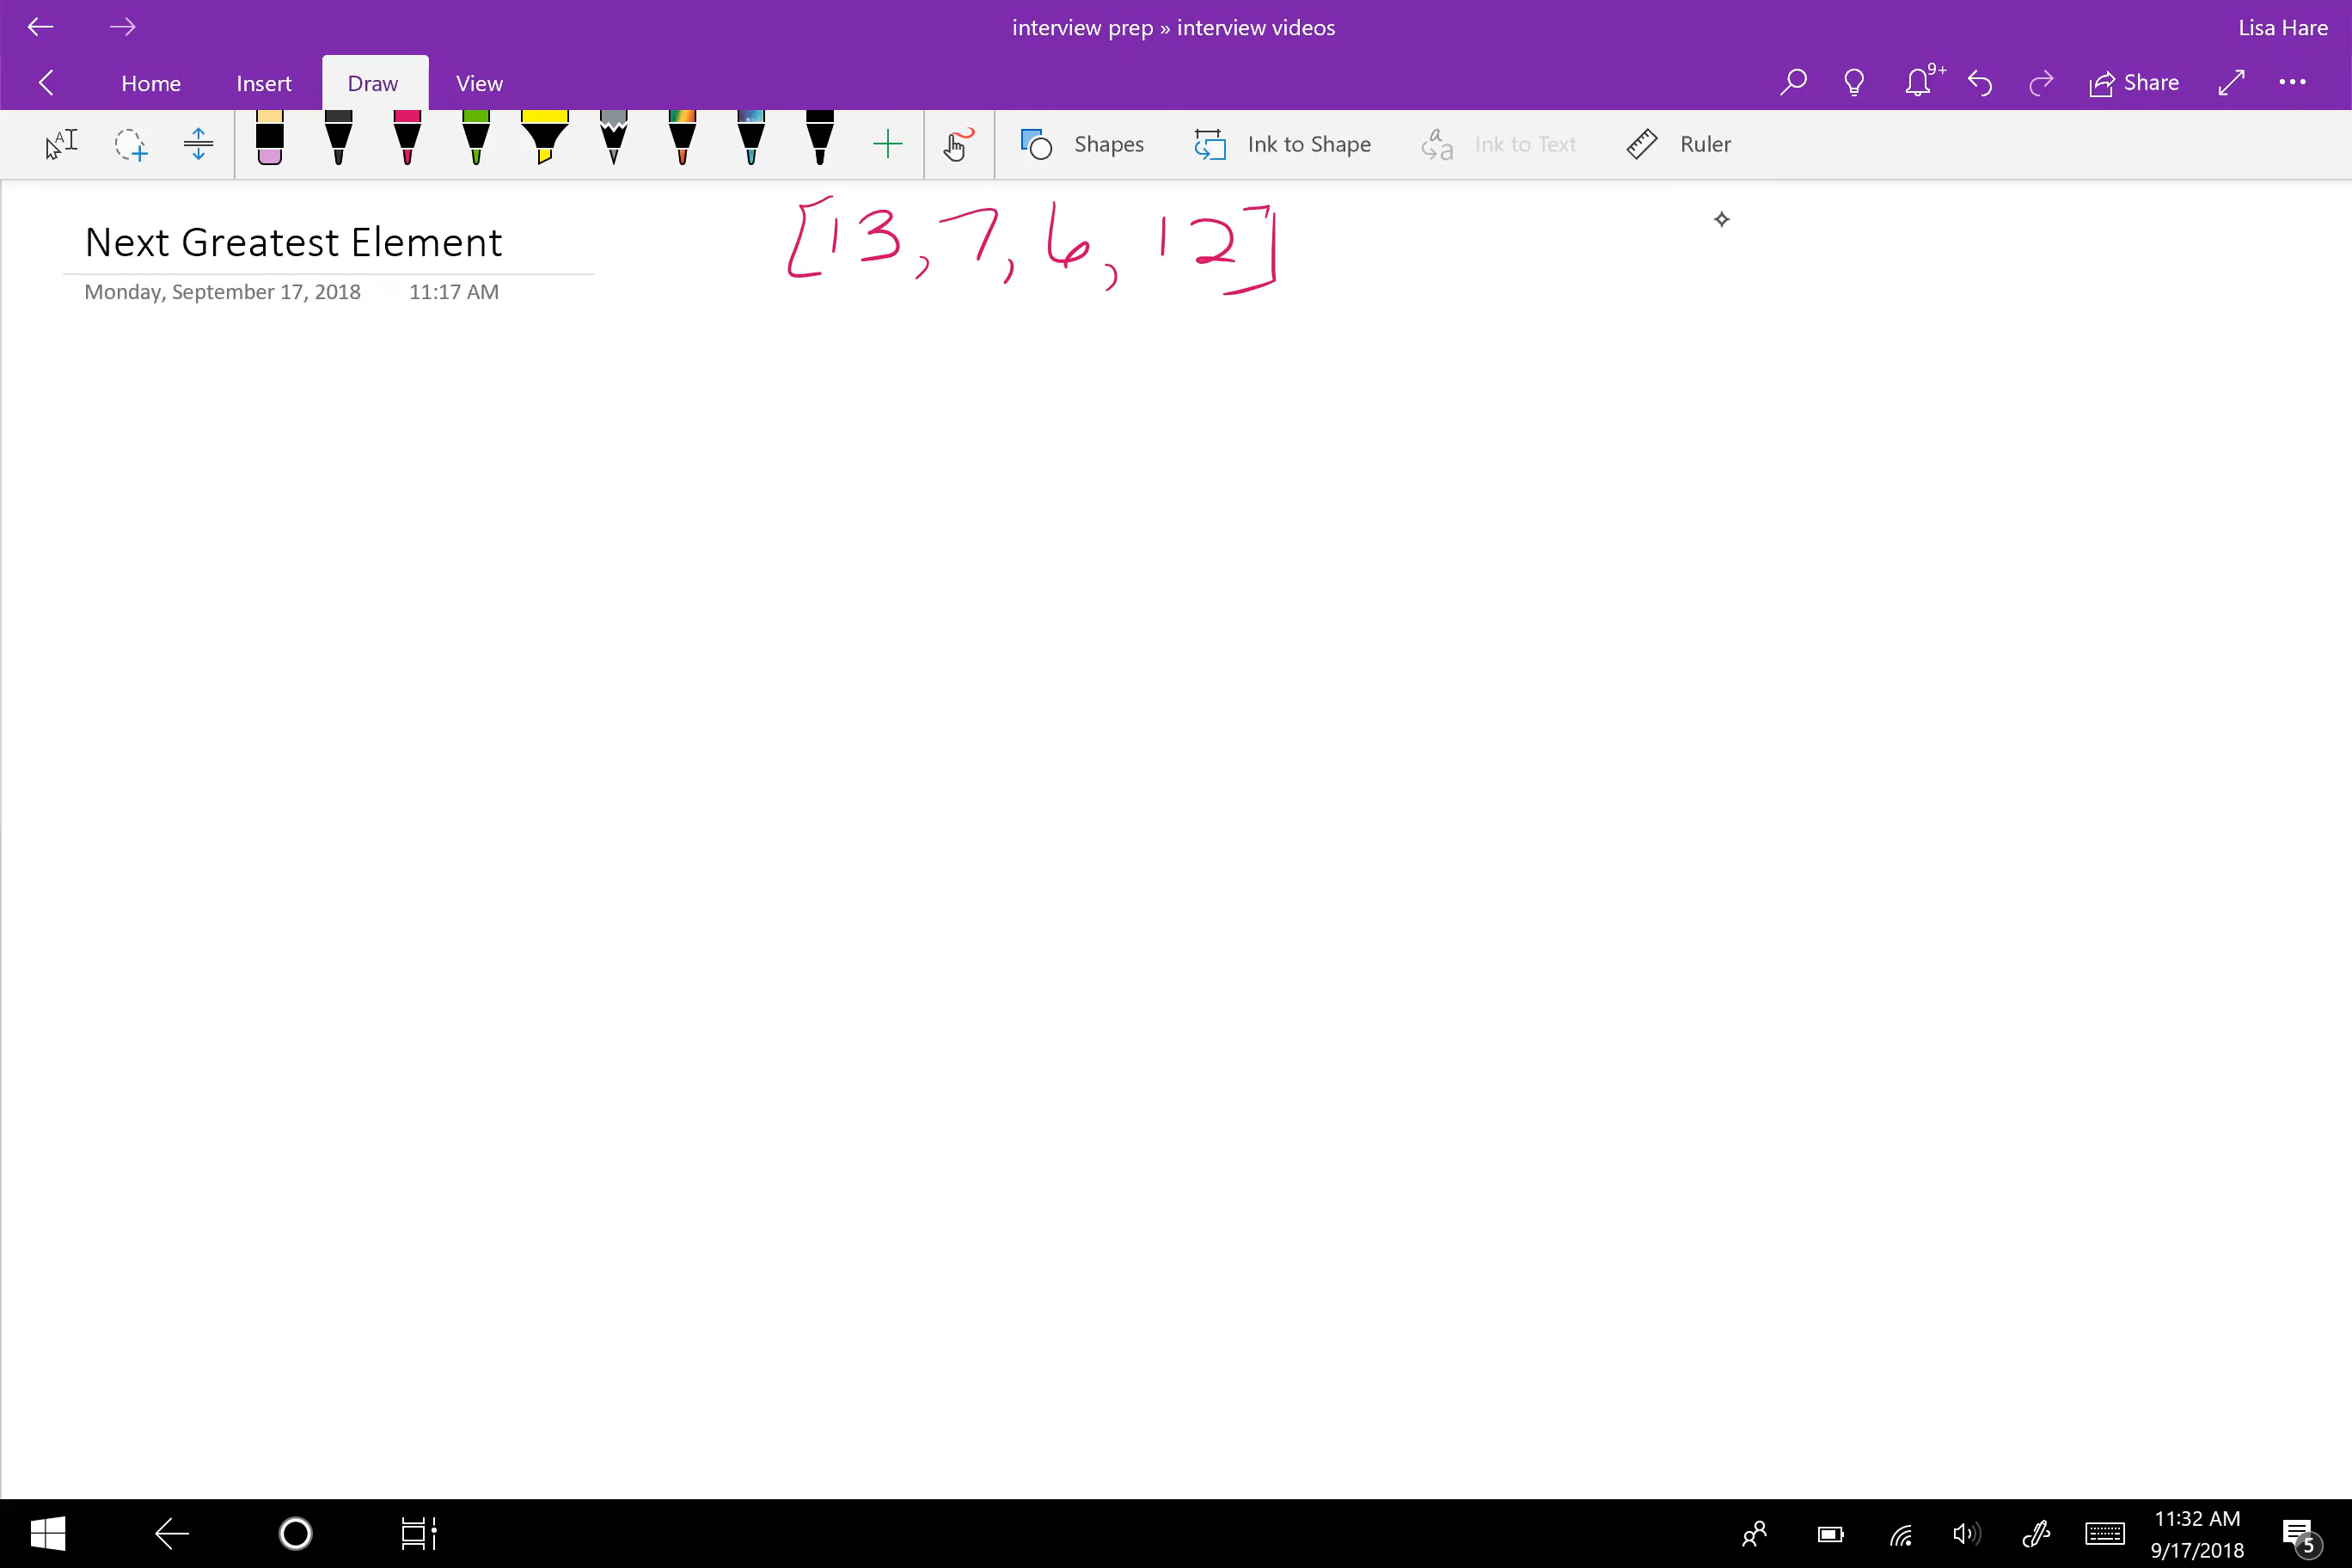 interview prep » interview videos
Lisa Hare
Home Insert Draw View
9+
Share
Shapes
Ink to Shape
Ink to Text
Ruler
Next Greatest Element
Monday, September 17, 2018 11:17 AM
[13, 7, 6, 12]
11:32 AM
9/17/2018
5